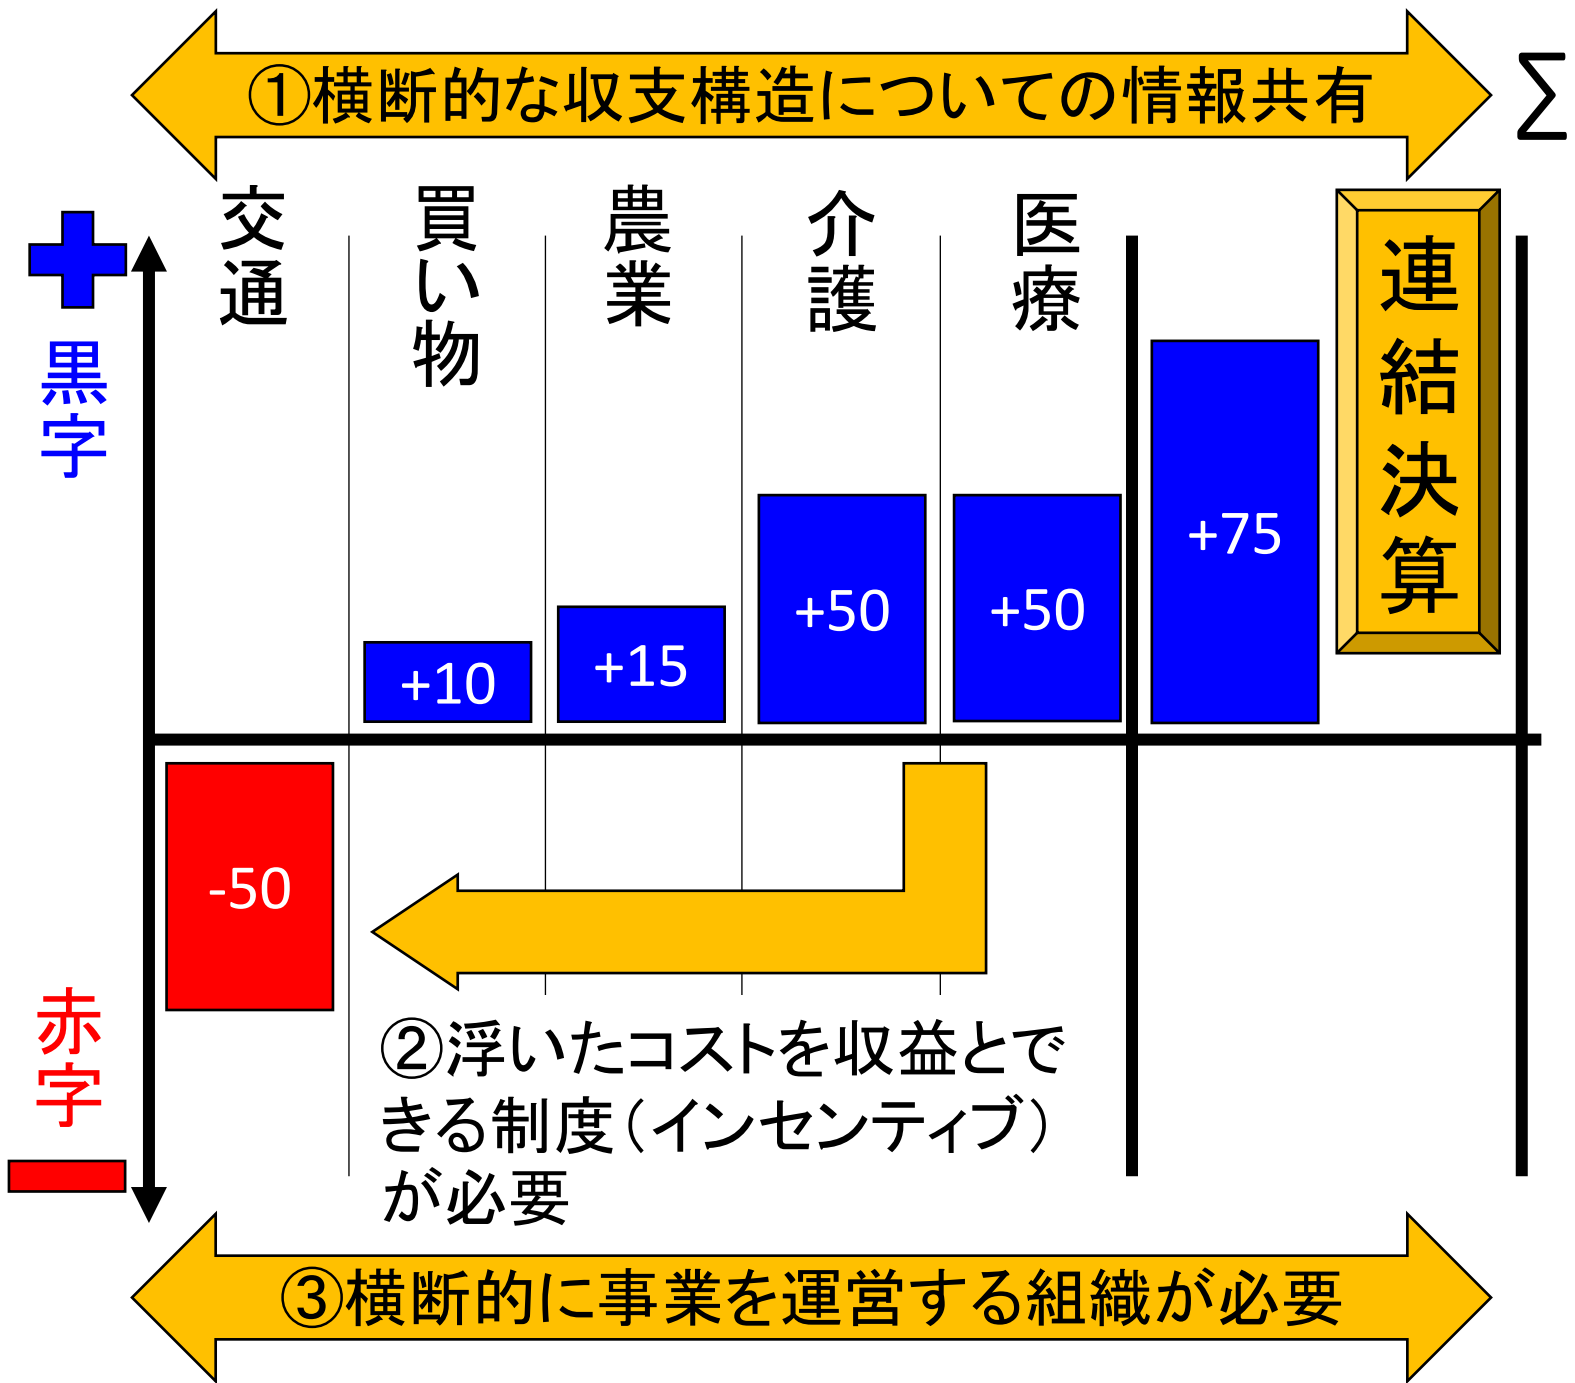 ①横断的な収支構造についての情報共有
∑
交通
買い物
農業
介護
医療
連結決算
黒字
+10
+15
+50
+50
+75
-50
赤字
②浮いたコストを収益とで
きる制度（インセンティブ）
が必要
③横断的に事業を運営する組織が必要